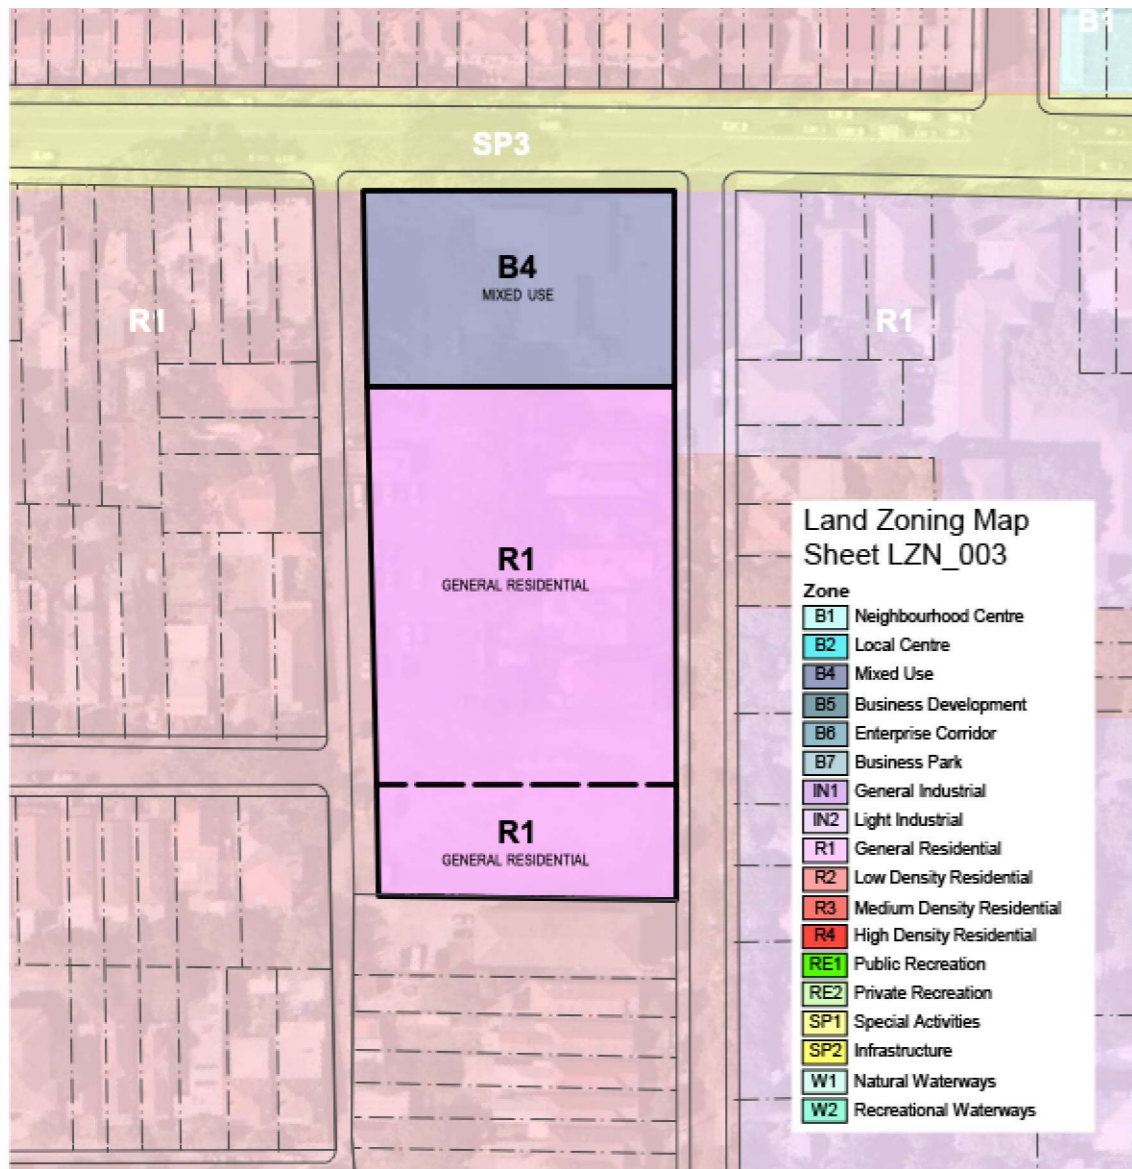 B1
SP3
B4
MIXED USE
R1
R1
R1
GENERAL RESIDENTIAL
R1
GENERAL RESIDENTIAL
Land Zoning Map
Sheet LZN_003
Zone
B1 Neighbourhood Centre
B2 Local Centre
B4 Mixed Use
B5 Business Development
B6 Enterprise Corridor
B7 Business Park
IN1 General Industrial
IN2 Light Industrial
R1 General Residential
R2 Low Density Residential
R3 Medium Density Residential
R4 High Density Residential
RE1 Public Recreation
RE2 Private Recreation
SP1 Special Activities
SP2 Infrastructure
W1 Natural Waterways
W2 Recreational Waterways